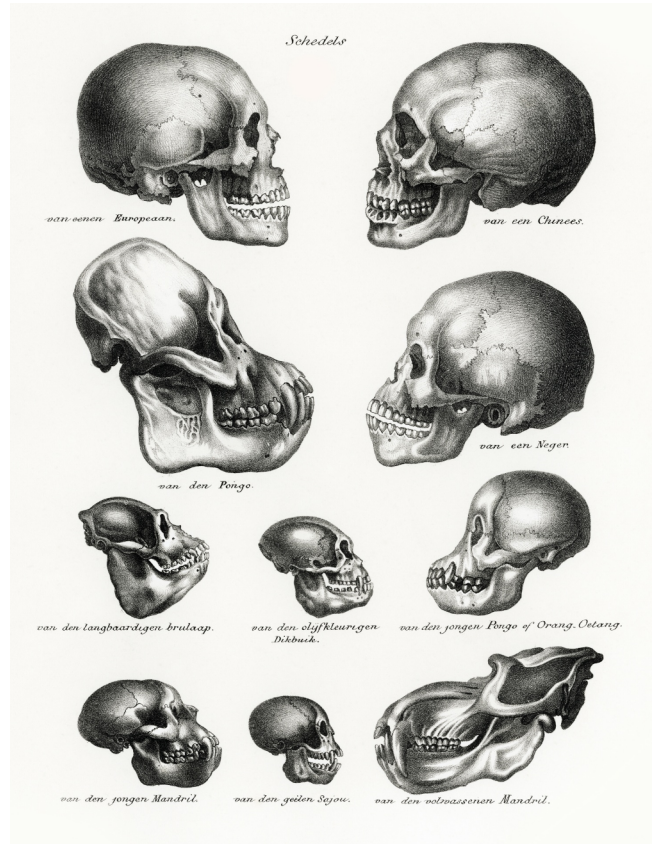 Schedels
van eenen Europeaan.
van een Chinees.
van een Neger.
van den Pongo.
van den langbaardigen brulaap.
van den olijfkleurigen
Dikbuik.
van den jongen Pongo of Orang-Oetang.
van den jongen Mandril.
van den geelen Sajou.
van den volwassenen Mandril.